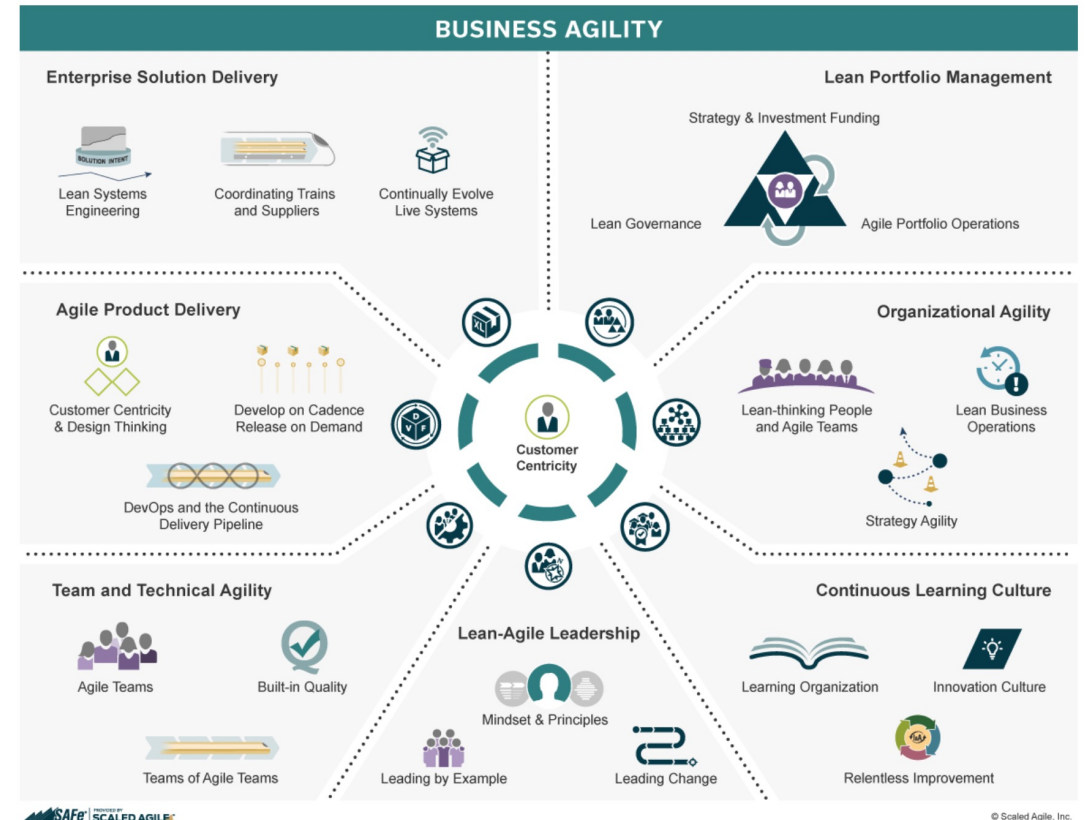 BUSINESS AGILITY
Enterprise Solution Delivery
SOLUTION INTENT
Lean Systems
Engineering
Coordinating Trains
and Suppliers
Continually Evolve
Live Systems
Lean Portfolio Management
Strategy & Investment Funding
Lean Governance
Agile Portfolio Operations
Agile Product Delivery
Customer Centricity
& Design Thinking
Develop on Cadence
Release on Demand
DevOps and the Continuous
Delivery Pipeline
XL
D
V F
Customer
Centricity
Organizational Agility
Lean-thinking People
and Agile Teams
Lean Business
Operations
Strategy Agility
Team and Technical Agility
Agile Teams
Built-in Quality
Teams of Agile Teams
Lean-Agile Leadership
Mindset & Principles
Leading by Example
Leading Change
Continuous Learning Culture
Learning Organization
Innovation Culture
I&A
Relentless Improvement
SAFe
PROVIDED BY
SCALED AGILE
© Scaled Agile, Inc.